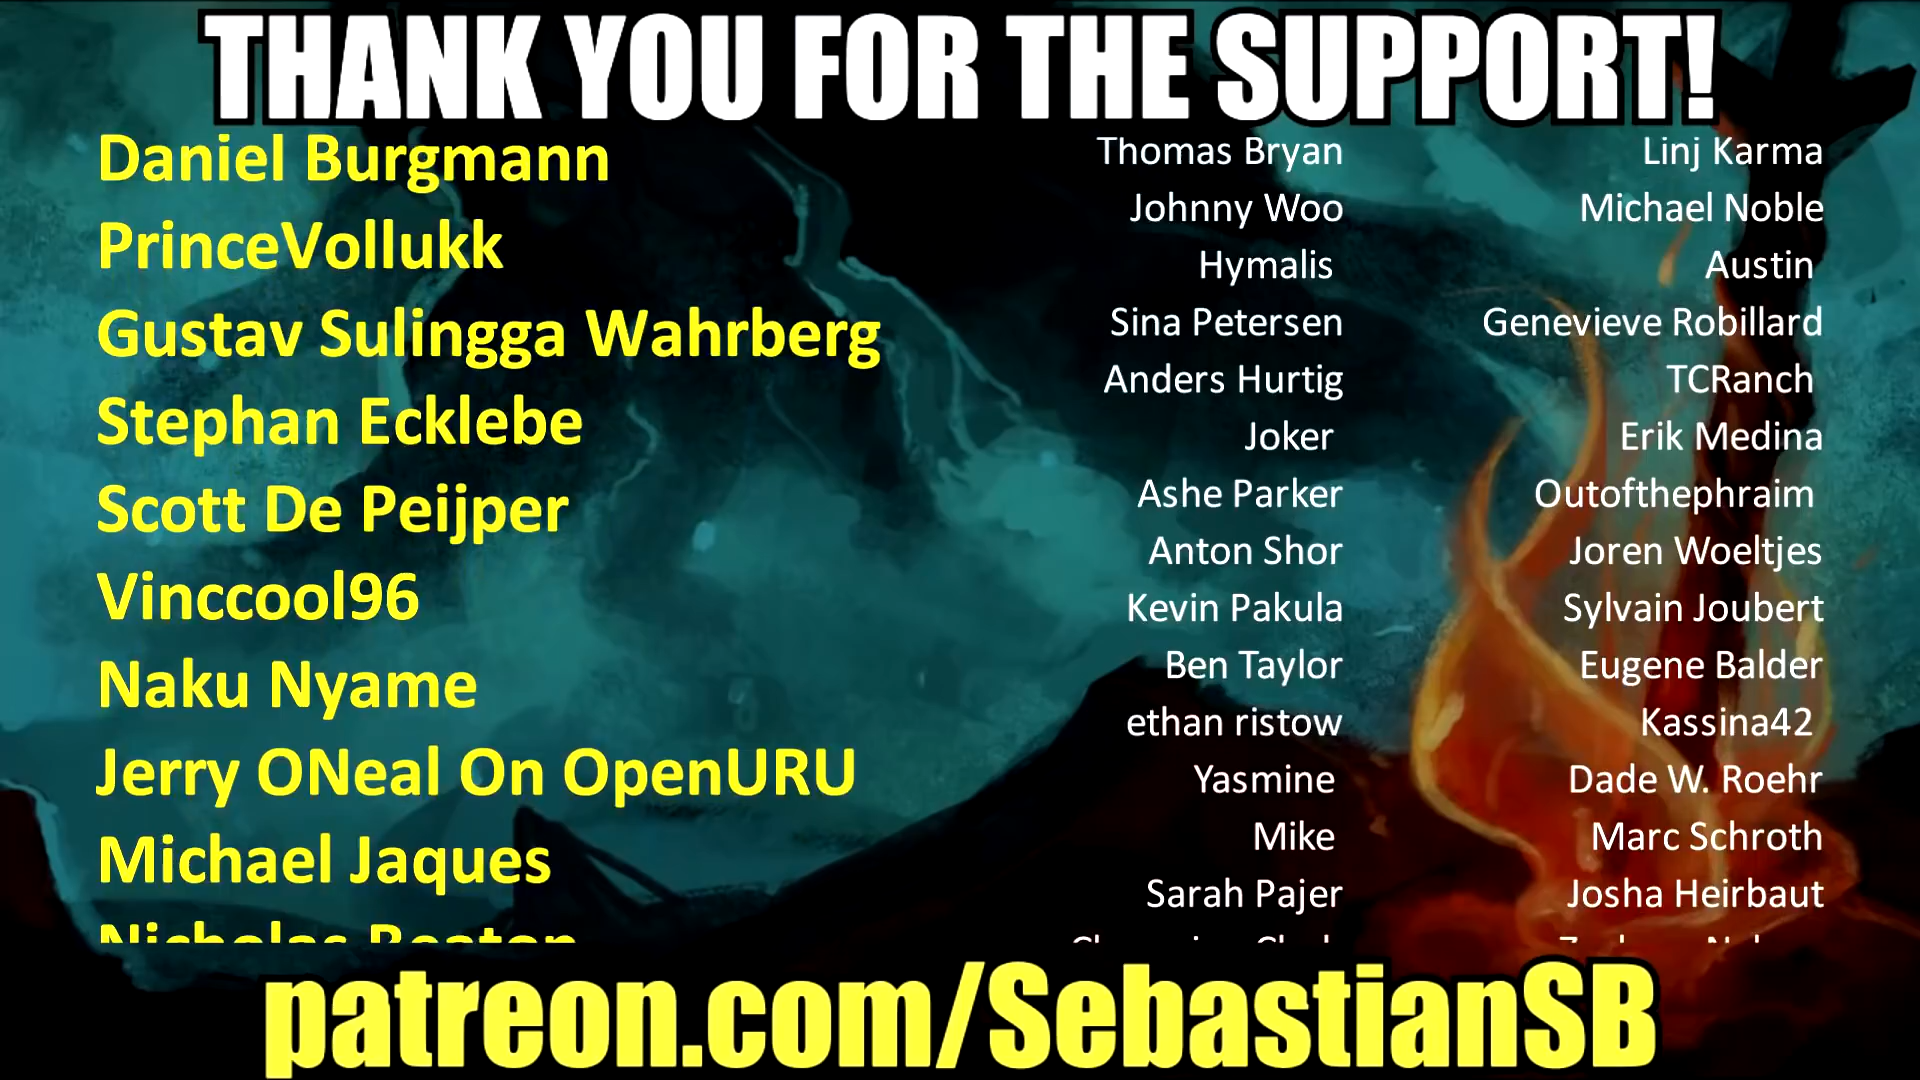 THANK YOU FOR THE SUPPORT!
Daniel Burgmann
PrinceVollukk
Gustav Sulingga Wahrberg
Stephan Ecklebe
Scott De Peijper
Vinccool96
Naku Nyame
Jerry ONeal On OpenURU
Michael Jaques
Nicholas Beaton
Thomas Bryan
Johnny Woo
Hymalis
Sina Petersen
Anders Hurtig
Joker
Ashe Parker
Anton Shor
Kevin Pakula
Ben Taylor
ethan ristow
Yasmine
Mike
Sarah Pajer
Linj Karma
Michael Noble
Austin
Genevieve Robillard
TCRanch
Erik Medina
Outofthephraim
Joren Woeltjes
Sylvain Joubert
Eugene Balder
Kassina42
Dade W. Roehr
Marc Schroth
Josha Heirbaut
patreon.com/SebastianSB